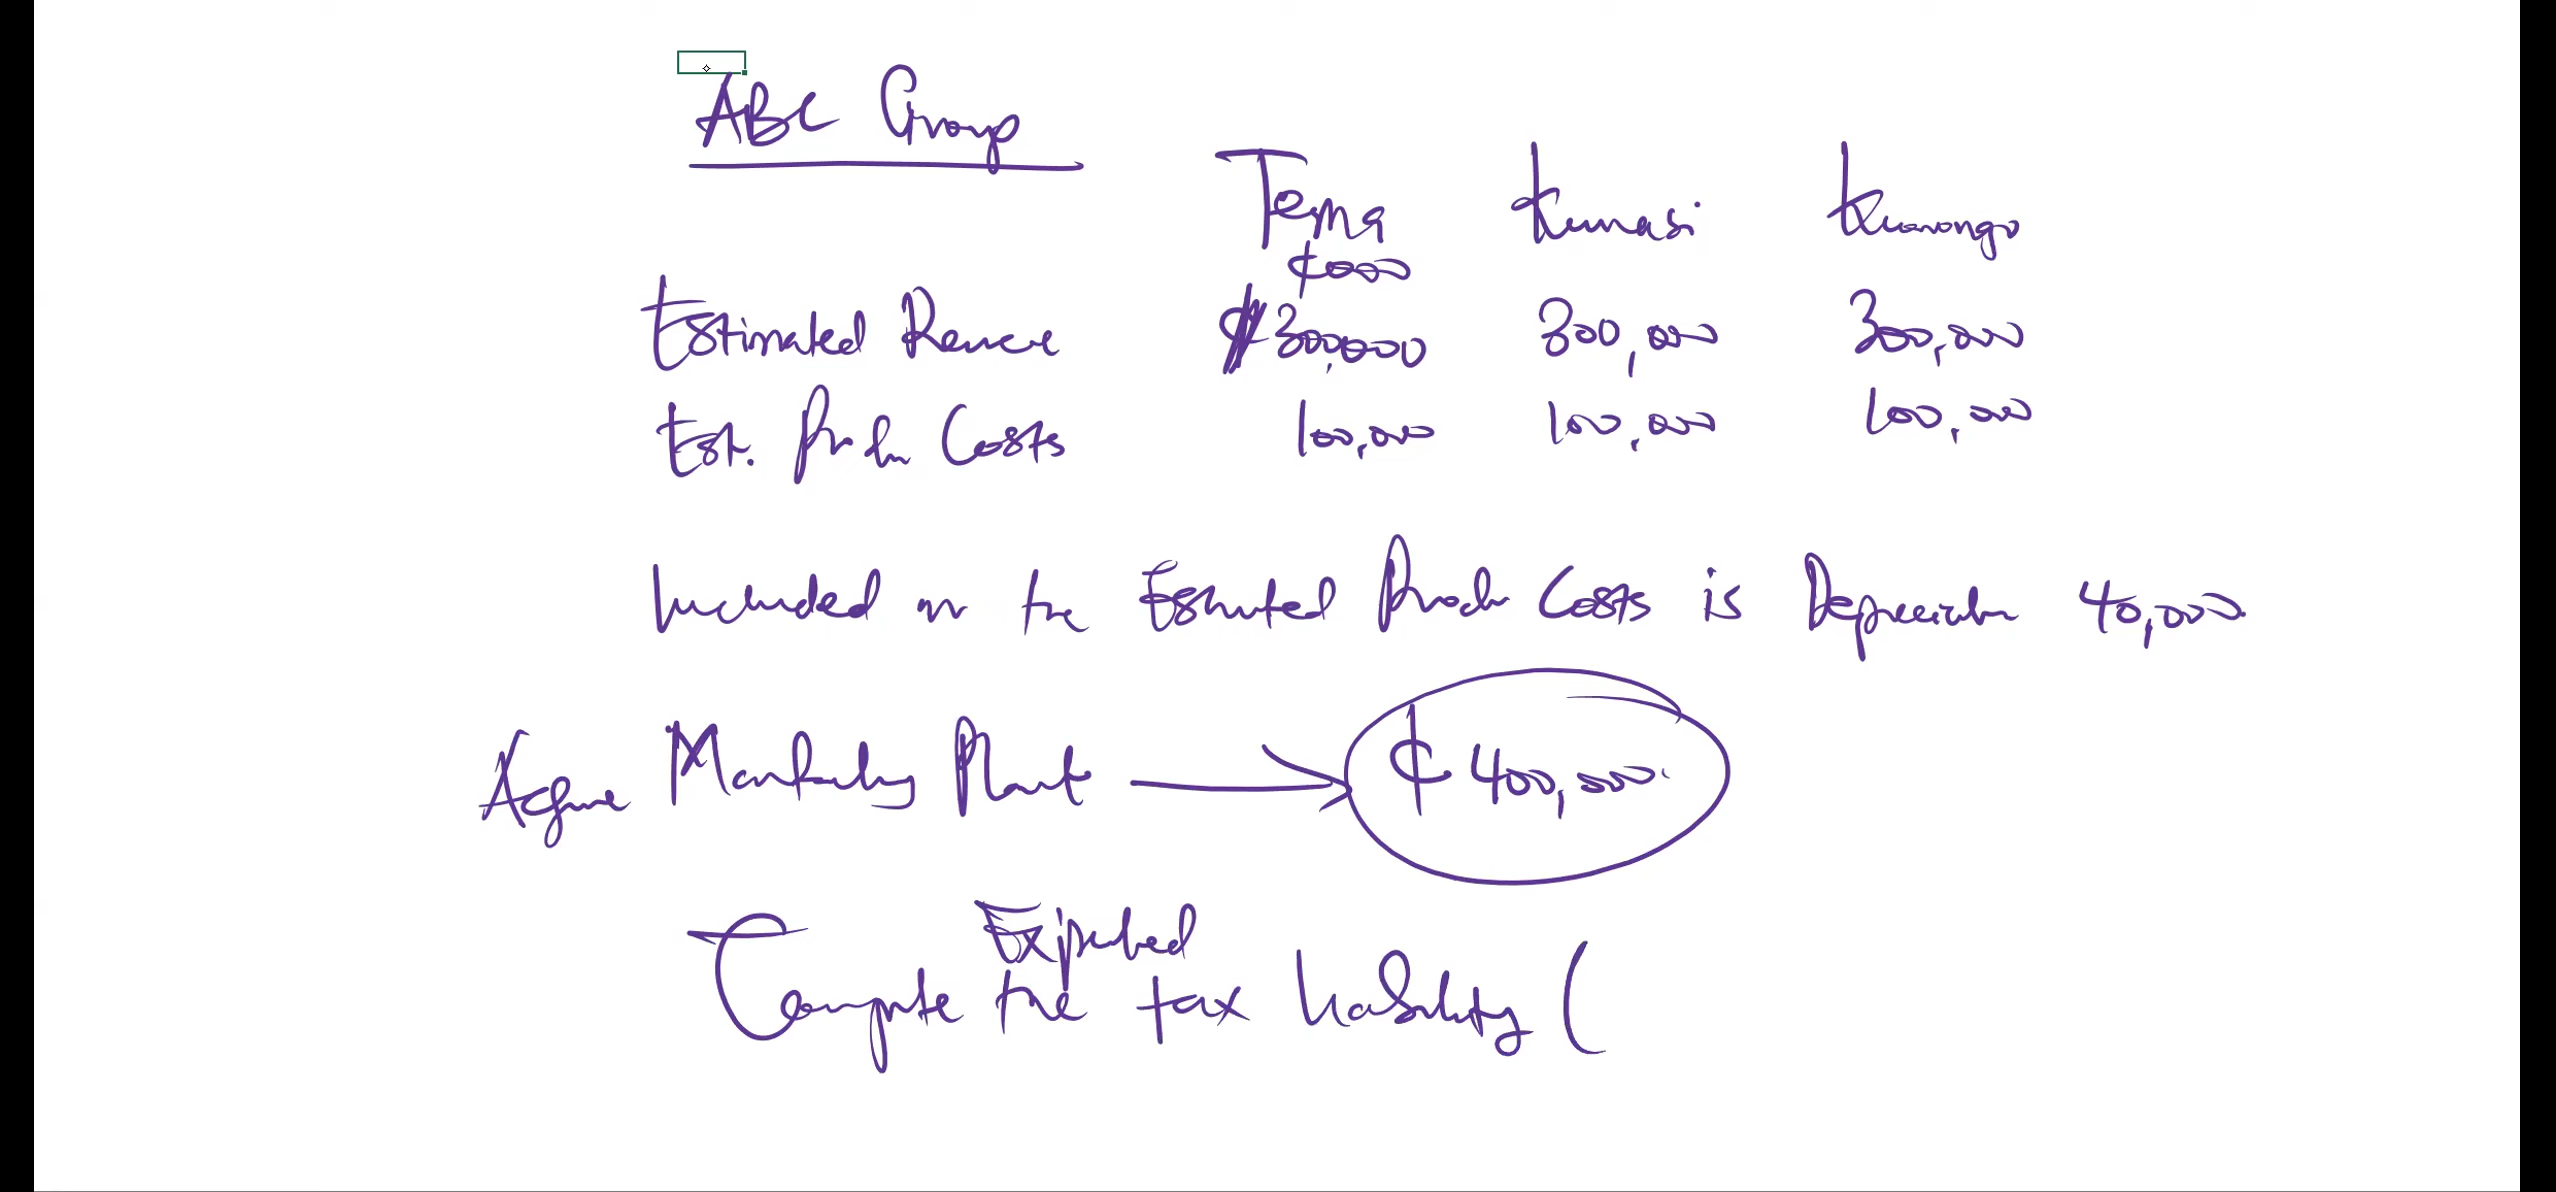 ABC Group
Tema Kumasi Kwarongo
¢000
Estimated Revenue 300,000 300,000 300,000
Est. Prodn Costs 100,000 100,000 100,000
Included in the Estimated Prodn Costs is Depreciation 40,000
Acquire Manufacturing Plant → ¢ 400,000
Expected
Compute the tax liability (